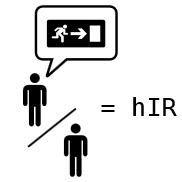 = hIR